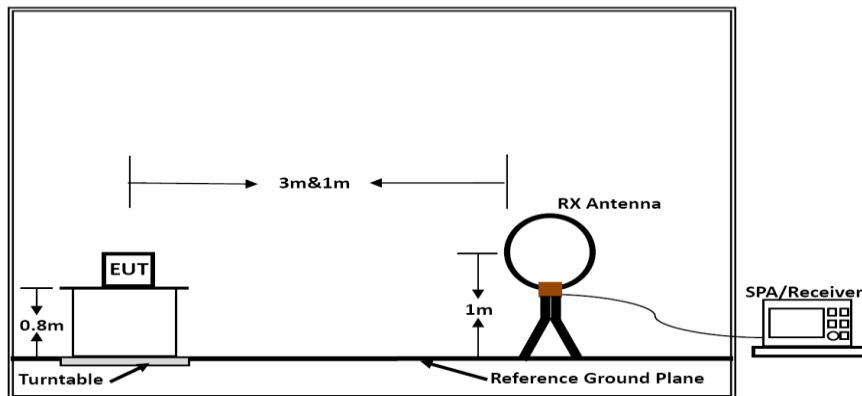 3m&1m
RX Antenna
EUT
SPA/Receiver
0.8m
1m
Turntable
Reference Ground Plane